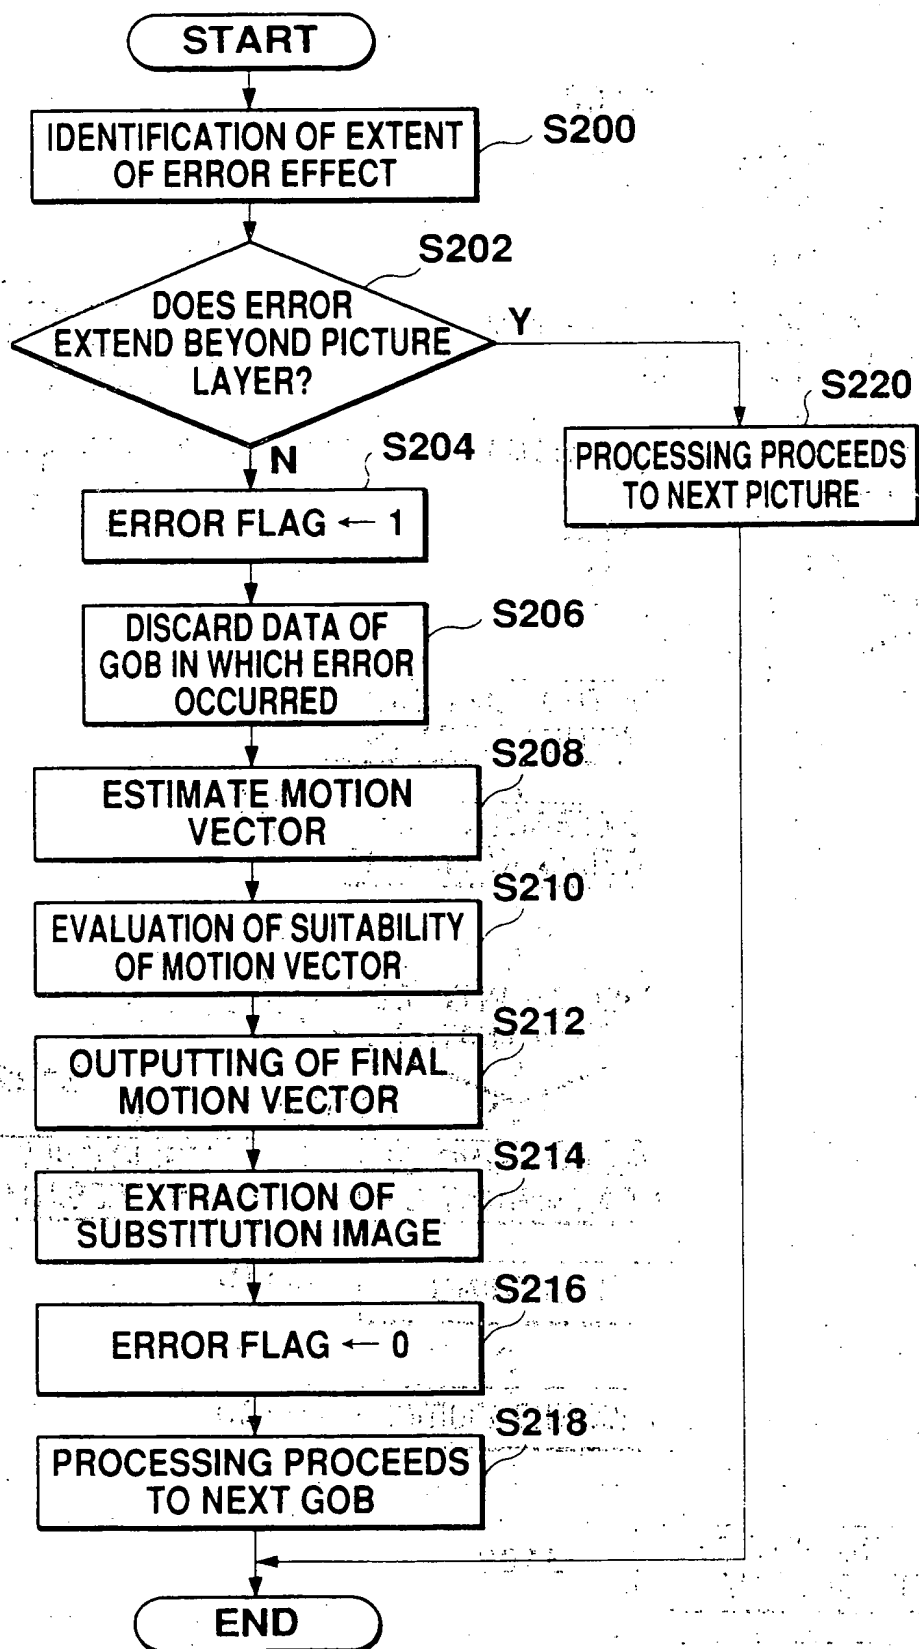 START
IDENTIFICATION OF EXTENT
OF ERROR EFFECT
S200
S202
DOES ERROR
EXTEND BEYOND PICTURE
LAYER?
Y
N
S220
PROCESSING PROCEEDS
TO NEXT PICTURE
S204
ERROR FLAG ← 1
S206
DISCARD DATA OF
GOB IN WHICH ERROR
OCCURRED
S208
ESTIMATE MOTION
VECTOR
S210
EVALUATION OF SUITABILITY
OF MOTION VECTOR
S212
OUTPUTTING OF FINAL
MOTION VECTOR
S214
EXTRACTION OF
SUBSTITUTION IMAGE
S216
ERROR FLAG ← 0
S218
PROCESSING PROCEEDS
TO NEXT GOB
END